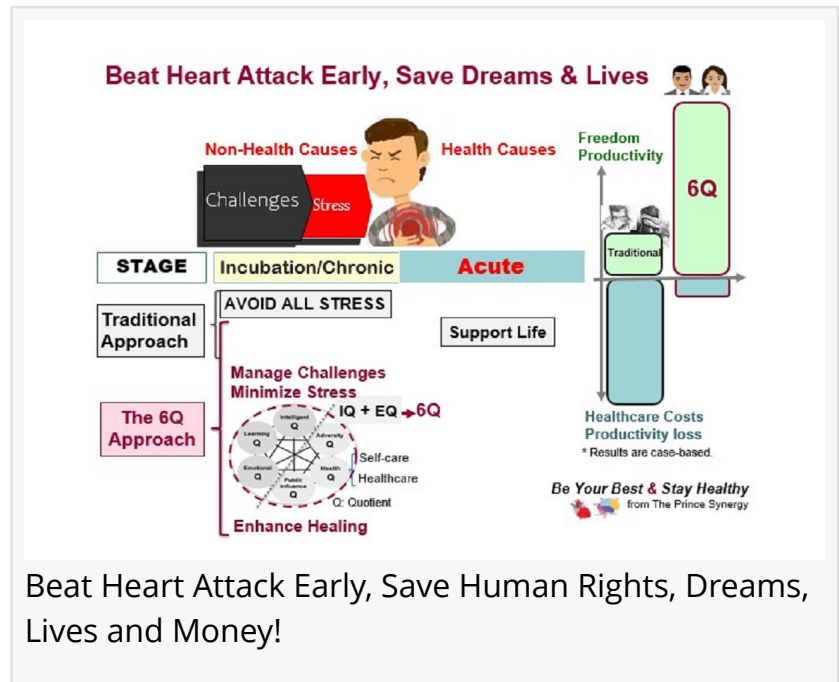 Beat Heart Attack Early, Save Dreams & Lives
Non-Health Causes
Health Causes
Challenges
Stress
STAGE
Incubation/Chronic
Acute
Traditional
Approach
AVOID ALL STRESS
Support Life
The 6Q
Approach
Manage Challenges
Minimize Stress
IQ + EQ → 6Q
Intelligent
Q
Learning
Q
Adversity
Q
Emotional
Q
Health
Q
Public
Influence
Q
Self-care
Healthcare
Q: Quotient
Enhance Healing
Freedom
Productivity
6Q
Traditional
Healthcare Costs
Productivity loss
* Results are case-based.
Be Your Best & Stay Healthy
from The Prince Synergy
Beat Heart Attack Early, Save Human Rights, Dreams,
Lives and Money!